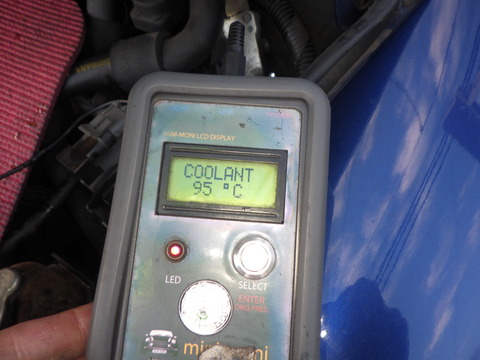 MINI-MONI LCD DISPLAY
COOLANT
95 °C
LED
SELECT
ENTER